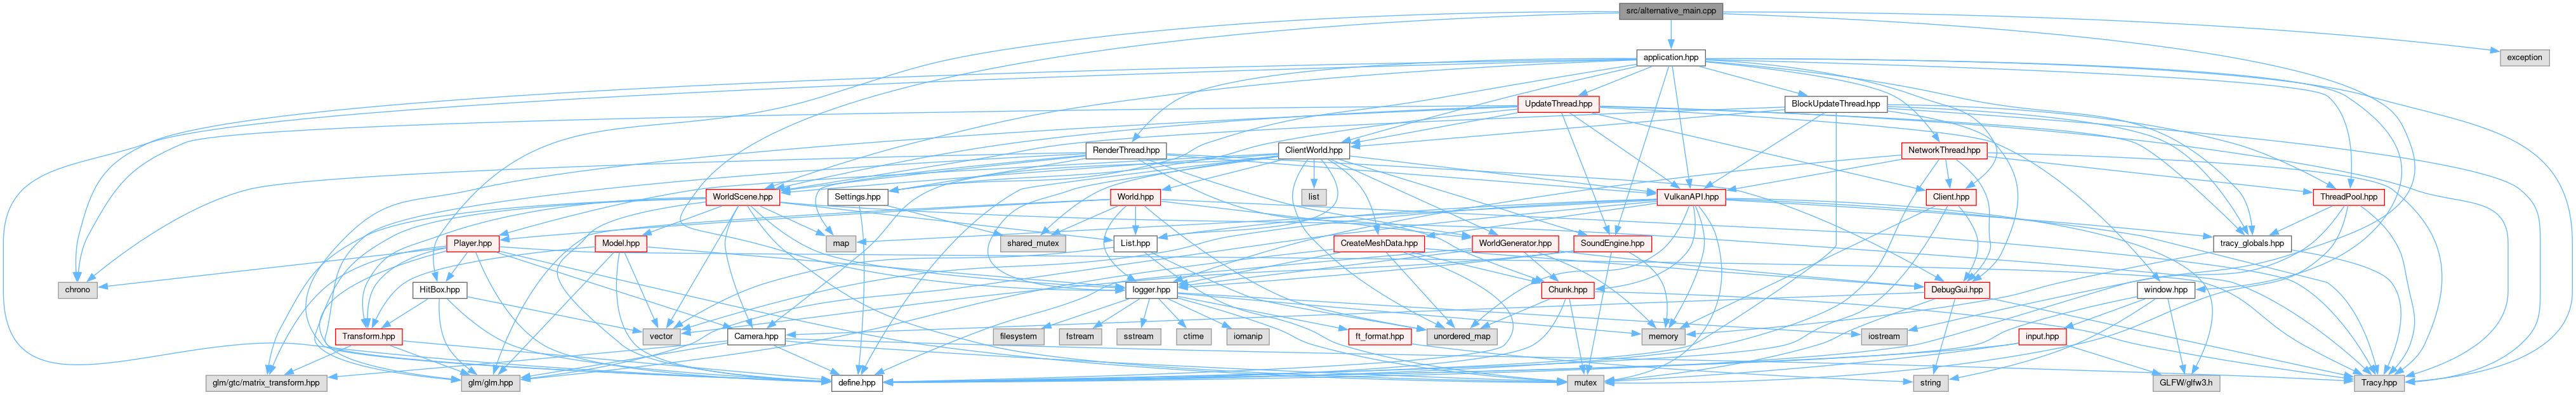 src/alternative_main.cpp
application.hpp
exception
UpdateThread.hpp
BlockUpdateThread.hpp
RenderThread.hpp
ClientWorld.hpp
NetworkThread.hpp
WorldScene.hpp
Settings.hpp
World.hpp
list
VulkanAPI.hpp
Client.hpp
ThreadPool.hpp
Player.hpp
Model.hpp
map
shared_mutex
List.hpp
CreateMeshData.hpp
WorldGenerator.hpp
SoundEngine.hpp
tracy_globals.hpp
chrono
HitBox.hpp
logger.hpp
Chunk.hpp
DebugGui.hpp
window.hpp
Transform.hpp
vector
Camera.hpp
filesystem
fstream
sstream
ctime
iomanip
ft_format.hpp
unordered_map
memory
iostream
input.hpp
glm/gtc/matrix_transform.hpp
glm/glm.hpp
define.hpp
mutex
string
GLFW/glfw3.h
Tracy.hpp